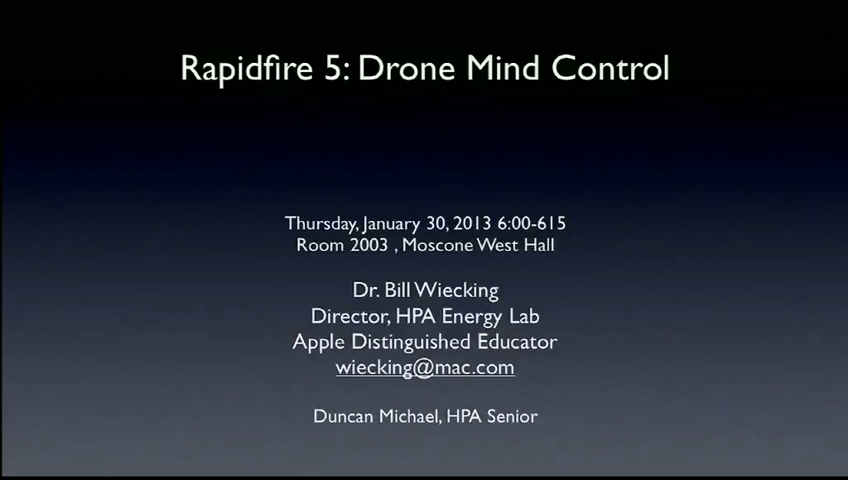 Rapidfire 5: Drone Mind Control
Thursday, January 30, 2013 6:00-615
Room 2003 , Moscone West Hall
Dr. Bill Wiecking
Director, HPA Energy Lab
Apple Distinguished Educator
wiecking@mac.com
Duncan Michael, HPA Senior